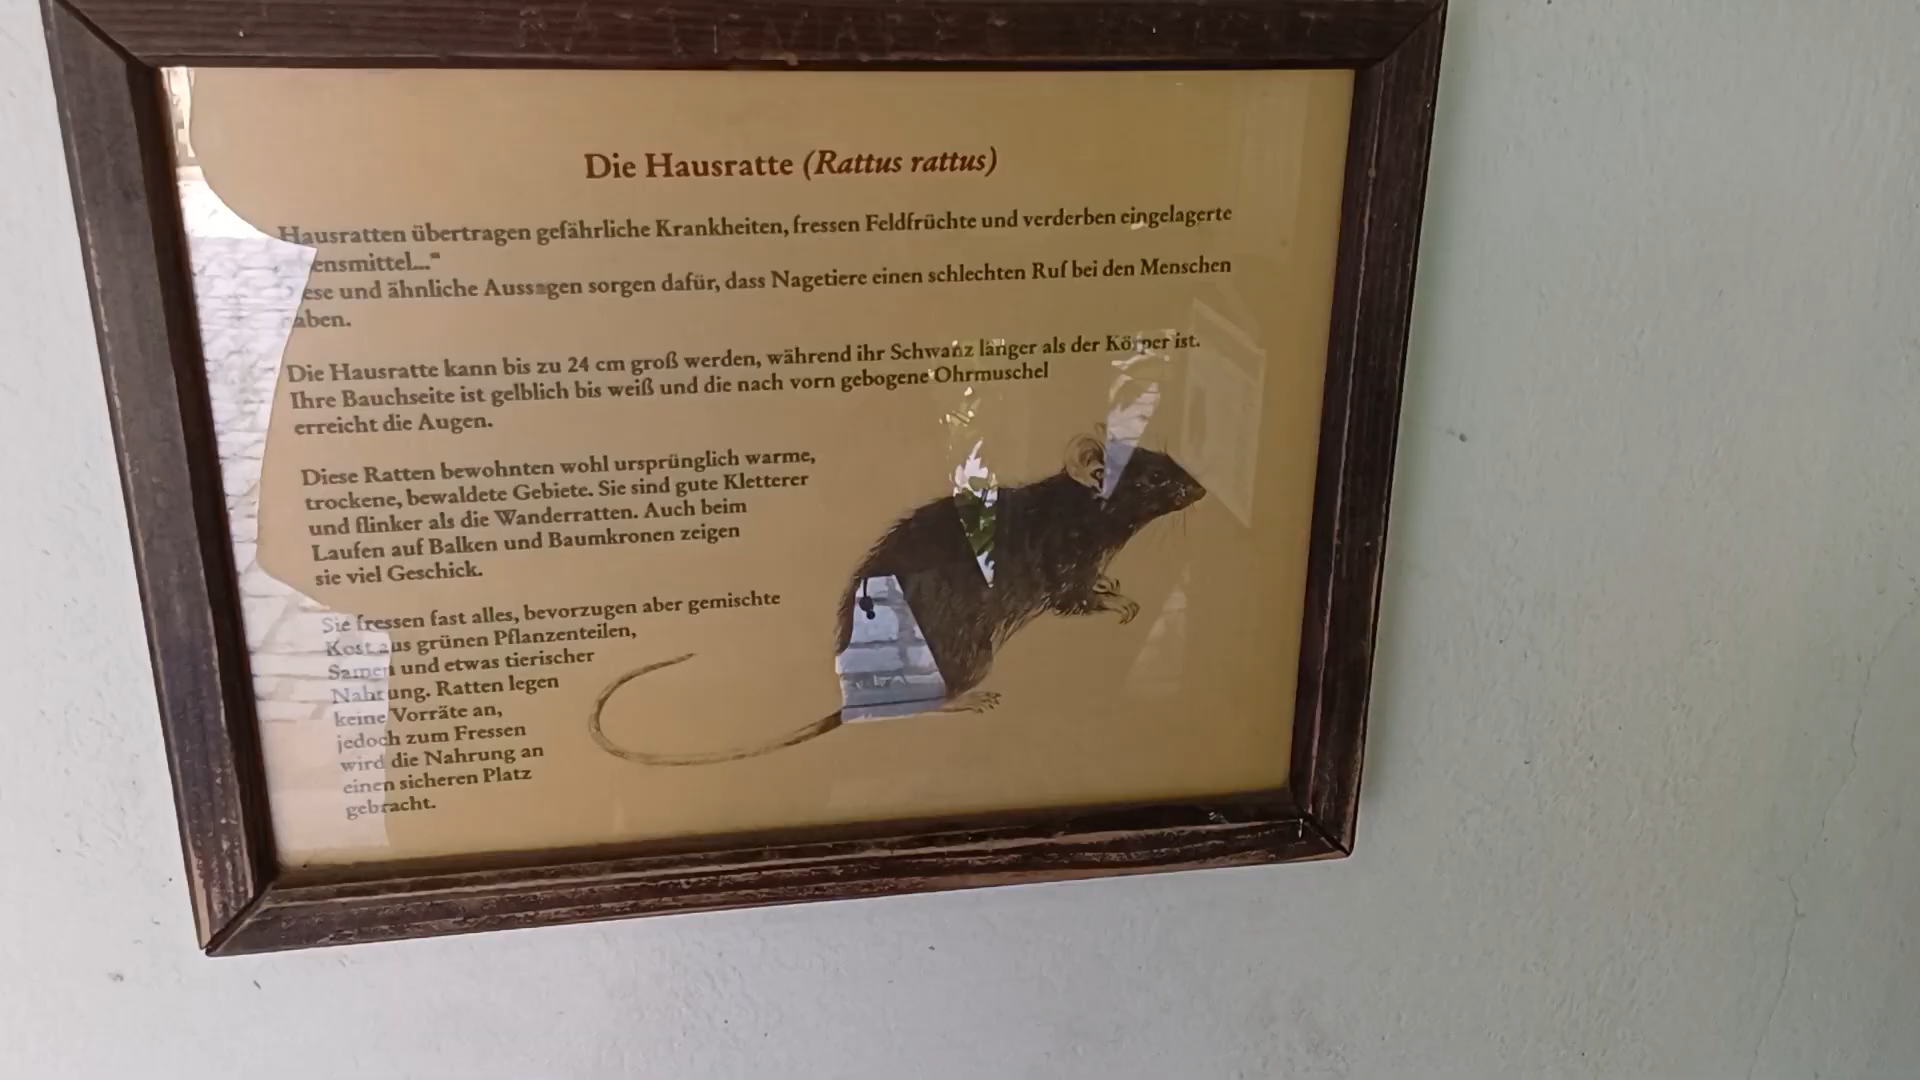 Die Hausratte (Rattus rattus)
Hausratten übertragen gefährliche Krankheiten, fressen Feldfrüchte und verderben eingelagerte
ensmittel..."
ese und ähnliche Aussagen sorgen dafür, dass Nagetiere einen schlechten Ruf bei den Menschen
aben.
Die Hausratte kann bis zu 24 cm groß werden, während ihr Schwanz länger als der Körper ist.
Ihre Bauchseite ist gelblich bis weiß und die nach vorn gebogene Ohrmuschel
erreicht die Augen.
Diese Ratten bewohnten wohl ursprünglich warme,
trockene, bewaldete Gebiete. Sie sind gute Kletterer
und flinker als die Wanderratten. Auch beim
Laufen auf Balken und Baumkronen zeigen
sie viel Geschick.
Sie fressen fast alles, bevorzugen aber gemischte
Kost aus grünen Pflanzenteilen,
Samen und etwas tierischer
Nahrung. Ratten legen
keine Vorräte an,
jedoch zum Fressen
wird die Nahrung an
einen sicheren Platz
gebracht.